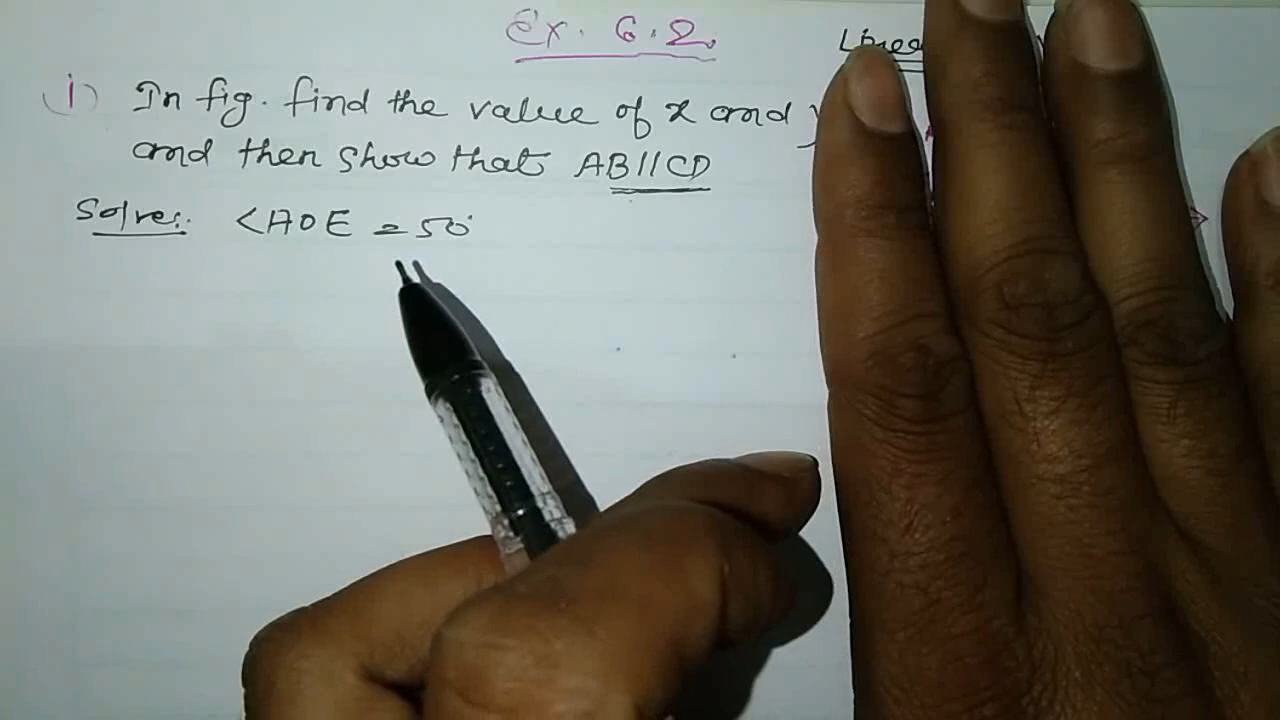 Ex. 6.2.
Linea
(1) In fig. find the value of x and y
and then show that AB//CD
Solve:. <AOE = 50°